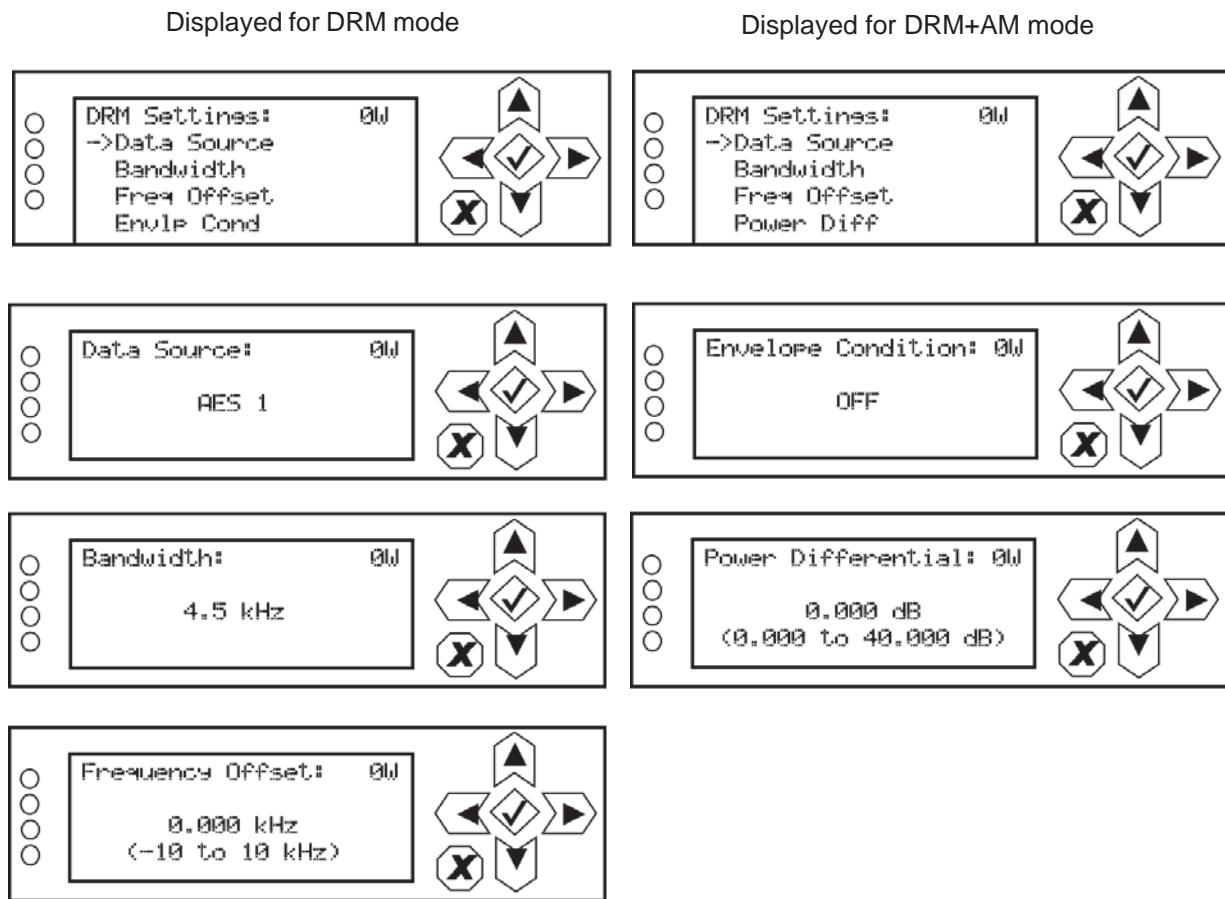 Displayed for DRM mode
Displayed for DRM+AM mode
DRM Settings: 0W
->Data Source
Bandwidth
Freq Offset
Envlp Cond
X
DRM Settings: 0W
->Data Source
Bandwidth
Freq Offset
Power Diff
X
Data Source: 0W
AES 1
X
Envelope Condition: 0W
OFF
X
Bandwidth: 0W
4.5 kHz
X
Power Differential: 0W
0.000 dB
(0.000 to 40.000 dB)
X
Frequency Offset: 0W
0.000 kHz
(-10 to 10 kHz)
X